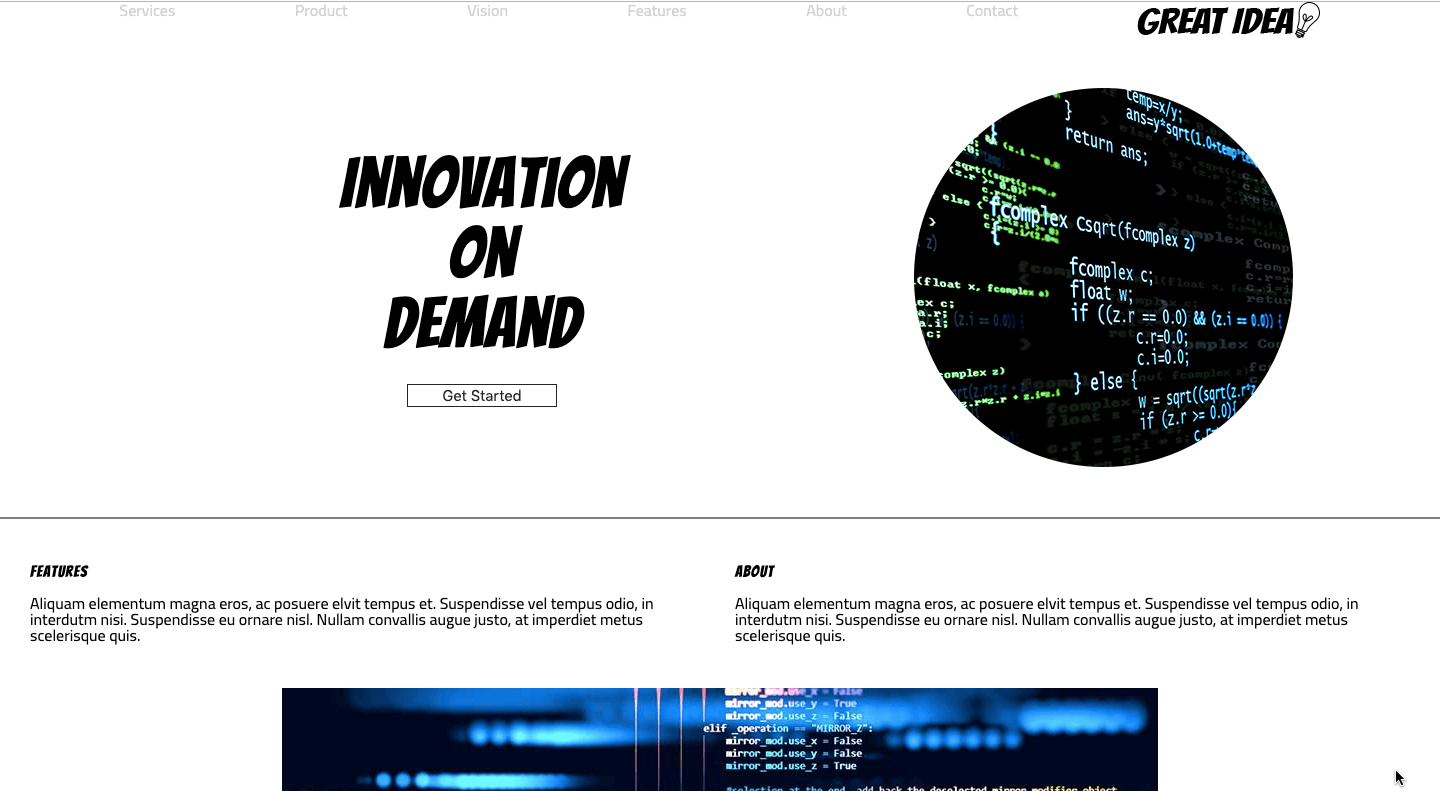 Services Product Vision Features About Contact GREAT IDEA
INNOVATION
ON
DEMAND
Get Started
temp=x/y;
}
ans=y*sqrt(1.0+temp*te
return ans;
else <
fcomplex Csqrt(fcomplex z)
{
fcomplex c;
(float x, fcomplex a)
float w;
if ((z.r == 0.0) && (z.i == 0.0)) {
c.r=0.0;
c.i=0.0;
omplex z)
} else {
w = sqrt((sqrt(z.r*z
if (z.r >= 0.0){
FEATURES
Aliquam elementum magna eros, ac posuere elvit tempus et. Suspendisse vel tempus odio, in
interdutm nisi. Suspendisse eu ornare nisl. Nullam convallis augue justo, at imperdiet metus
scelerisque quis.
ABOUT
Aliquam elementum magna eros, ac posuere elvit tempus et. Suspendisse vel tempus odio, in
interdutm nisi. Suspendisse eu ornare nisl. Nullam convallis augue justo, at imperdiet metus
scelerisque quis.
mirror_mod.use_x = False
mirror_mod.use_y = True
mirror_mod.use_z = False
elif _operation == "MIRROR_Z":
mirror_mod.use_x = False
mirror_mod.use_y = False
mirror_mod.use_z = True
#selection at the end -add back the deselected mirror modifier object